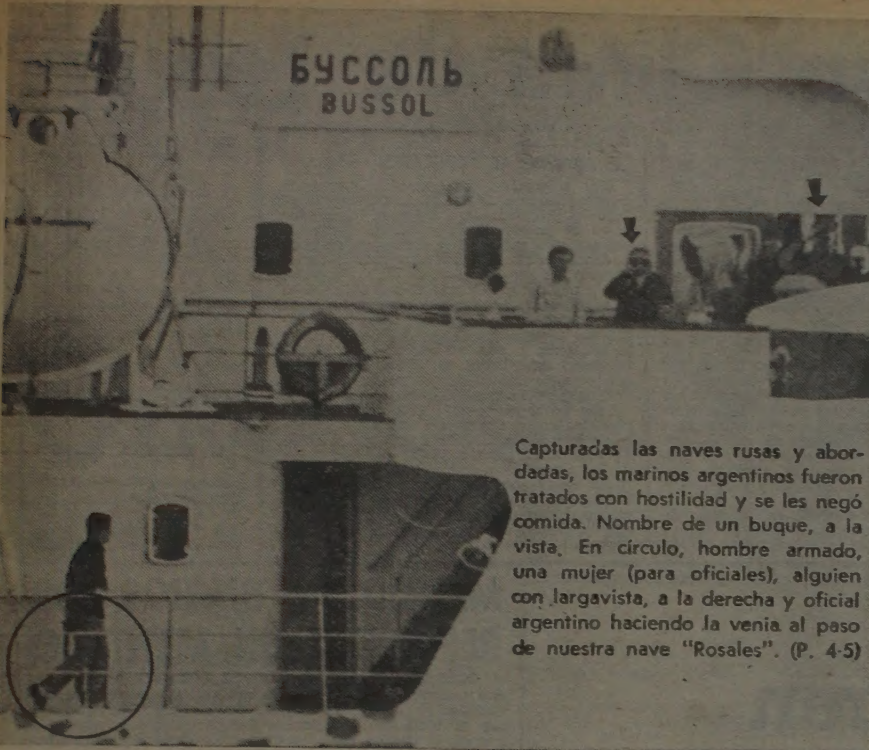 БУССОЛЬ
BUSSOL
Capturadas las naves rusas y abor-
dadas, los marinos argentinos fueron
tratados con hostilidad y se les negó
comida. Nombre de un buque, a la
vista. En círculo, hombre armado,
una mujer (para oficiales), alguien
con largavista, a la derecha y oficial
argentino haciendo la venia al paso
de nuestra nave "Rosales". (P. 4-5)